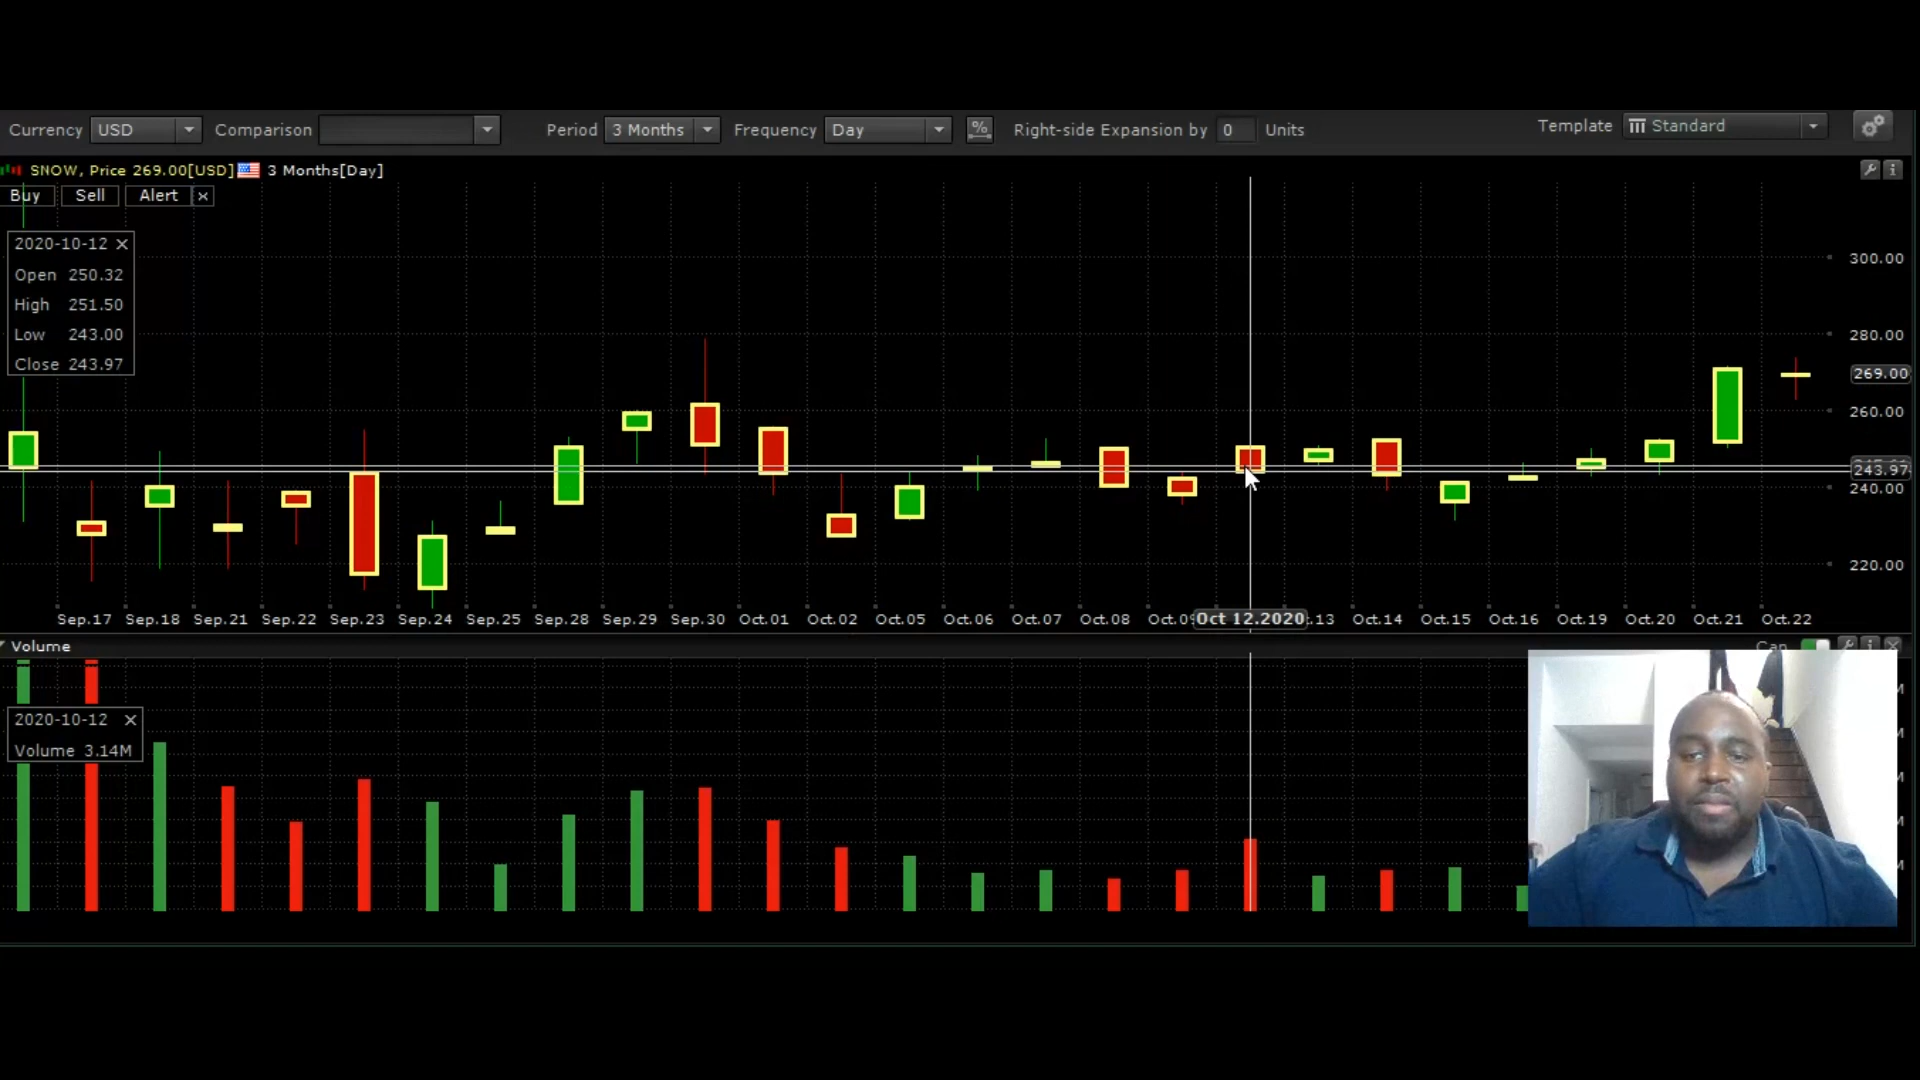 Currency USD Comparison Period 3 Months Frequency Day % Right-side Expansion by 0 Units Template Standard
SNOW, Price 269.00[USD] 3 Months[Day]
Buy Sell Alert
2020-10-12
Open 250.32
High 251.50
Low 243.00
Close 243.97
300.00
280.00
269.00
260.00
243.97
240.00
220.00
Sep.17 Sep.18 Sep.21 Sep.22 Sep.23 Sep.24 Sep.25 Sep.28 Sep.29 Sep.30 Oct.01 Oct.02 Oct.05 Oct.06 Oct.07 Oct.08 Oct.09 Oct 12.2020 .13 Oct.14 Oct.15 Oct.16 Oct.19 Oct.20 Oct.21 Oct.22
Volume
2020-10-12
Volume 3.14M